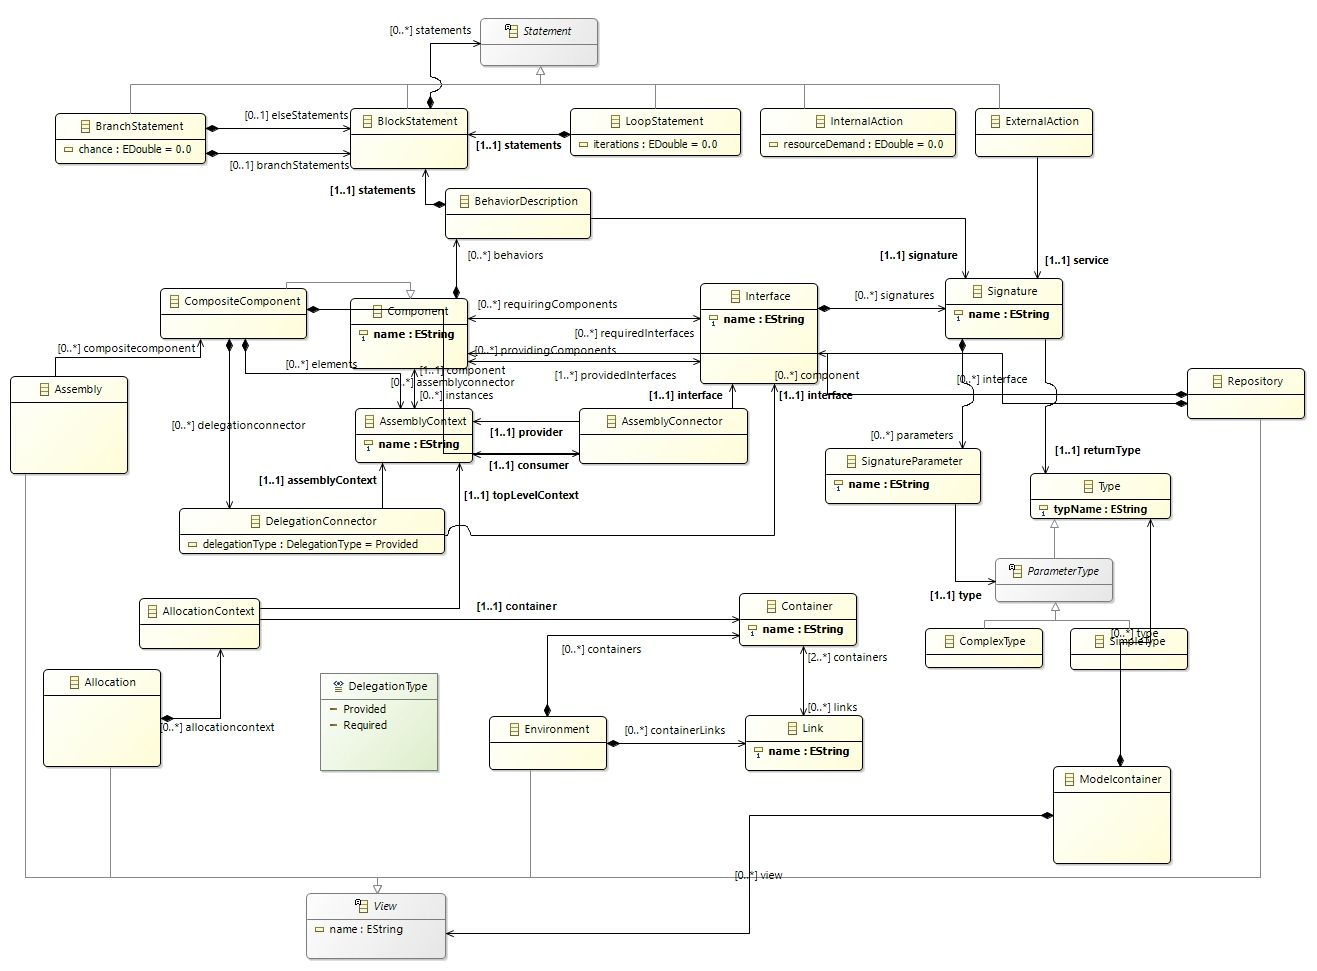 [0..*] statements
Statement
BranchStatement
chance : EDouble = 0.0
[0..1] elseStatements
[0..1] branchStatements
BlockStatement
[1..1] statements
LoopStatement
iterations : EDouble = 0.0
InternalAction
resourceDemand : EDouble = 0.0
ExternalAction
[1..1] statements
BehaviorDescription
[0..*] behaviors
[1..1] signature
[1..1] service
CompositeComponent
Component
name : EString
[0..*] requiringComponents
[0..*] requiredInterfaces
[0..*] providingComponents
[1..*] providedInterfaces
Interface
name : EString
[0..*] signatures
Signature
name : EString
[0..*] compositecomponent
[0..*] elements
[1..1] component
[0..*] assemblyconnector
[0..*] instances
[0..*] component
[0..*] interface
Assembly
Repository
[1..1] interface
[1..1] interface
[0..*] delegationconnector
AssemblyContext
name : EString
[1..1] provider
[1..1] consumer
AssemblyConnector
[0..*] parameters
SignatureParameter
name : EString
[1..1] returnType
Type
typName : EString
[1..1] assemblyContext
[1..1] topLevelContext
DelegationConnector
delegationType : DelegationType = Provided
ParameterType
[1..1] type
AllocationContext
[1..1] container
Container
name : EString
ComplexType
SimpleType
[0..*] type
[0..*] containers
[2..*] containers
Allocation
[0..*] allocationcontext
DelegationType
Provided
Required
Environment
[0..*] containerLinks
[0..*] links
Link
name : EString
Modelcontainer
[0..*] view
View
name : EString